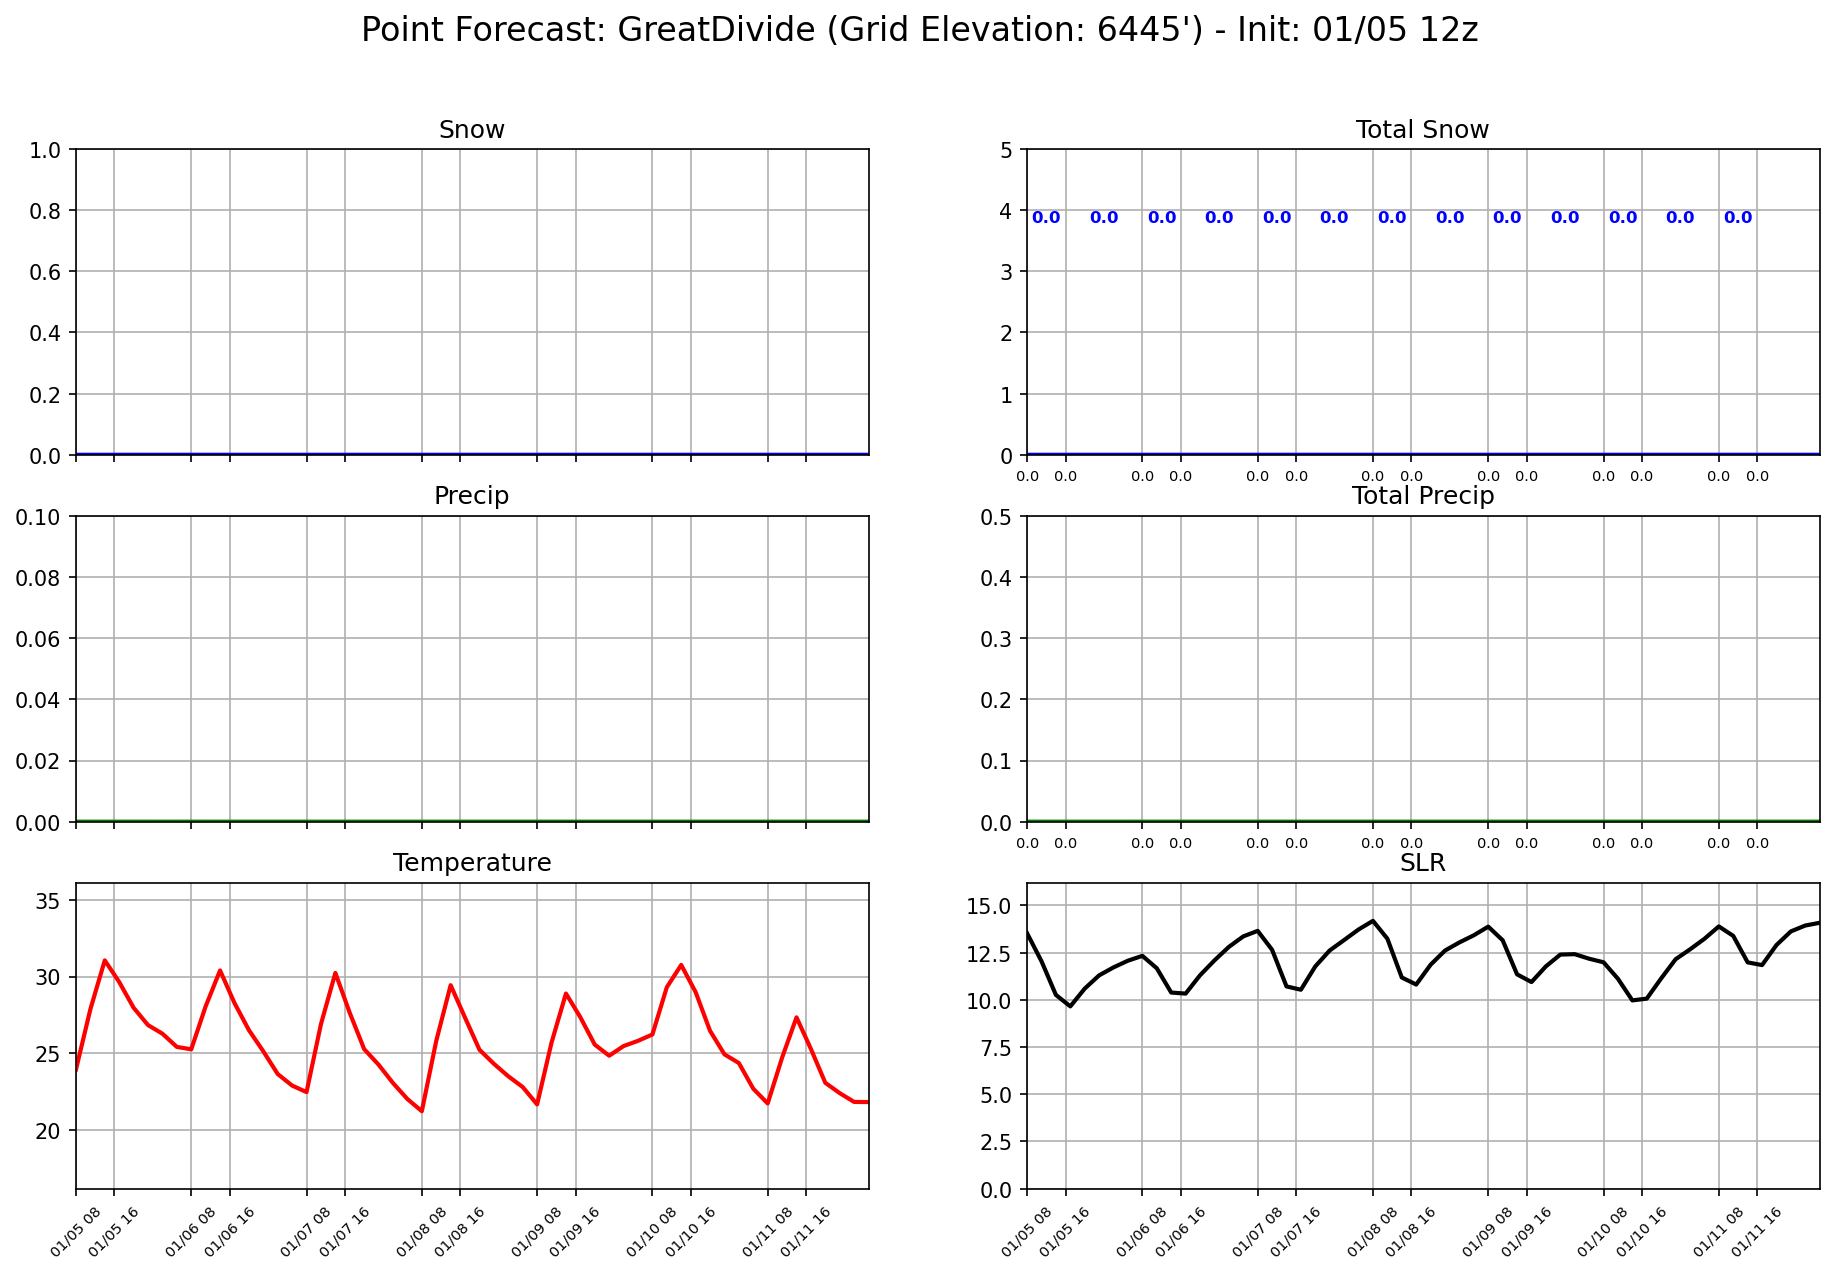 Point Forecast: GreatDivide (Grid Elevation: 6445') - Init: 01/05 12z
Snow
1.0
0.8
0.6
0.4
0.2
0.0
Total Snow
5
4
3
2
1
0
0.0 0.0 0.0 0.0 0.0 0.0 0.0 0.0 0.0 0.0 0.0 0.0 0.0
0.0 0.0 0.0 0.0 0.0 0.0 0.0 0.0 0.0 0.0 0.0 0.0 0.0 0.0
Precip
0.10
0.08
0.06
0.04
0.02
0.00
Total Precip
0.5
0.4
0.3
0.2
0.1
0.0
0.0 0.0 0.0 0.0 0.0 0.0 0.0 0.0 0.0 0.0 0.0 0.0 0.0 0.0
Temperature
35
30
25
20
01/05 08 01/05 16 01/06 08 01/06 16 01/07 08 01/07 16 01/08 08 01/08 16 01/09 08 01/09 16 01/10 08 01/10 16 01/11 08 01/11 16
SLR
15.0
12.5
10.0
7.5
5.0
2.5
0.0
01/05 08 01/05 16 01/06 08 01/06 16 01/07 08 01/07 16 01/08 08 01/08 16 01/09 08 01/09 16 01/10 08 01/10 16 01/11 08 01/11 16